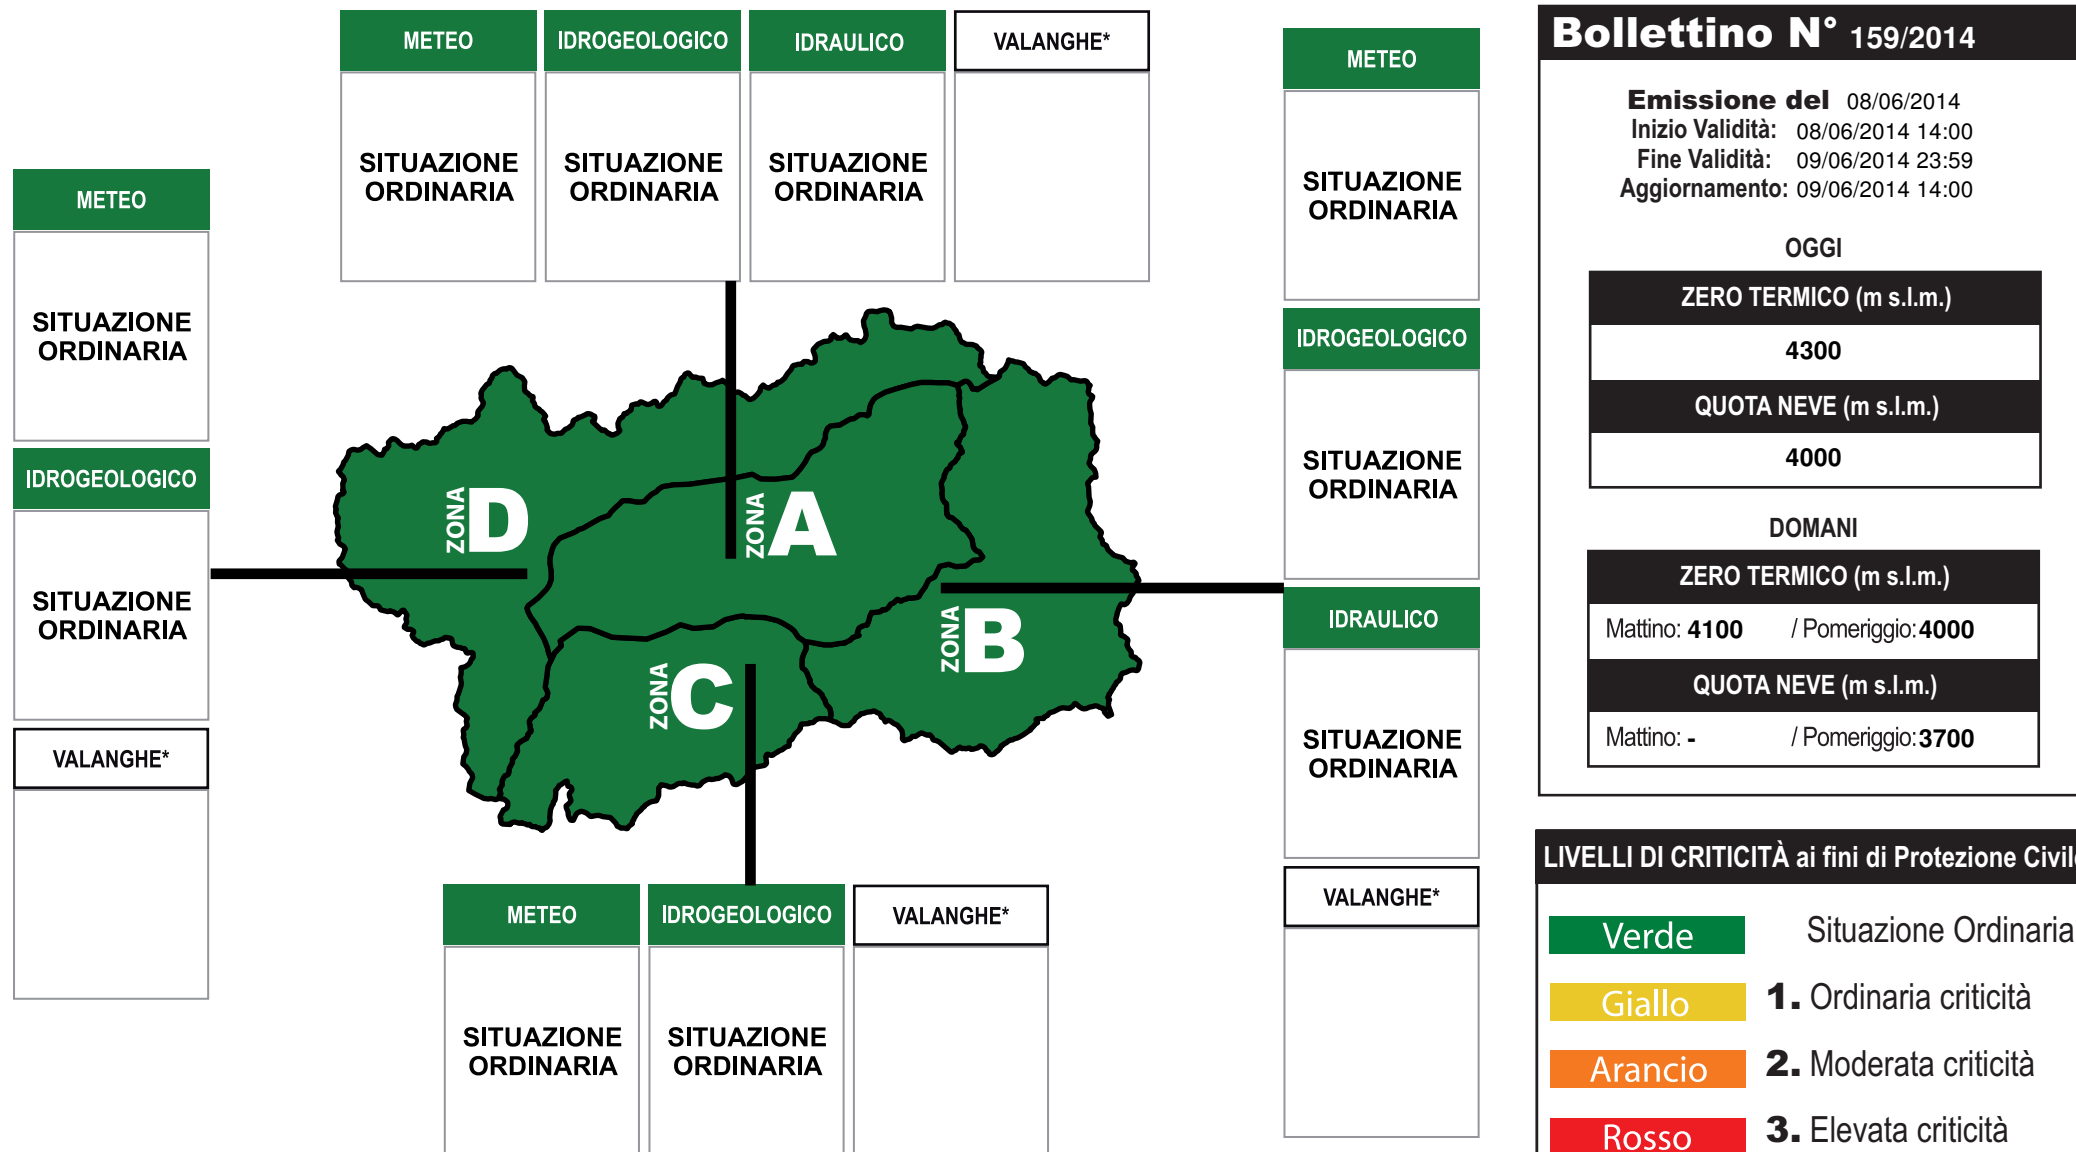 METEO
IDROGEOLOGICO
IDRAULICO
VALANGHE*
SITUAZIONE
ORDINARIA
SITUAZIONE
ORDINARIA
SITUAZIONE
ORDINARIA
METEO
SITUAZIONE
ORDINARIA
IDROGEOLOGICO
SITUAZIONE
ORDINARIA
VALANGHE*
ZONA D
ZONA A
ZONA B
ZONA C
METEO
SITUAZIONE
ORDINARIA
IDROGEOLOGICO
SITUAZIONE
ORDINARIA
IDRAULICO
SITUAZIONE
ORDINARIA
VALANGHE*
METEO
IDROGEOLOGICO
VALANGHE*
SITUAZIONE
ORDINARIA
SITUAZIONE
ORDINARIA
Bollettino N° 159/2014
Emissione del 08/06/2014
Inizio Validità: 08/06/2014 14:00
Fine Validità: 09/06/2014 23:59
Aggiornamento: 09/06/2014 14:00
OGGI
ZERO TERMICO (m s.l.m.)
4300
QUOTA NEVE (m s.l.m.)
4000
DOMANI
ZERO TERMICO (m s.l.m.)
Mattino: 4100 / Pomeriggio: 4000
QUOTA NEVE (m s.l.m.)
Mattino: - / Pomeriggio: 3700
LIVELLI DI CRITICITÀ ai fini di Protezione Civile
Verde Situazione Ordinaria
Giallo 1. Ordinaria criticità
Arancio 2. Moderata criticità
Rosso 3. Elevata criticità